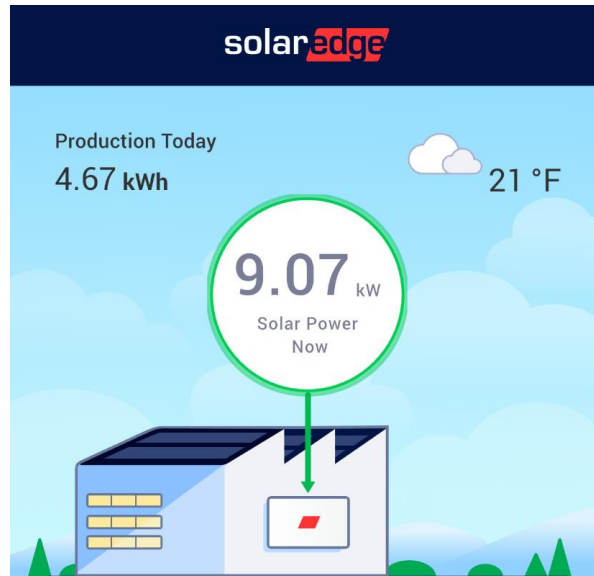 solaredge
Production Today
4.67 kWh
21 °F
9.07 kW
Solar Power
Now